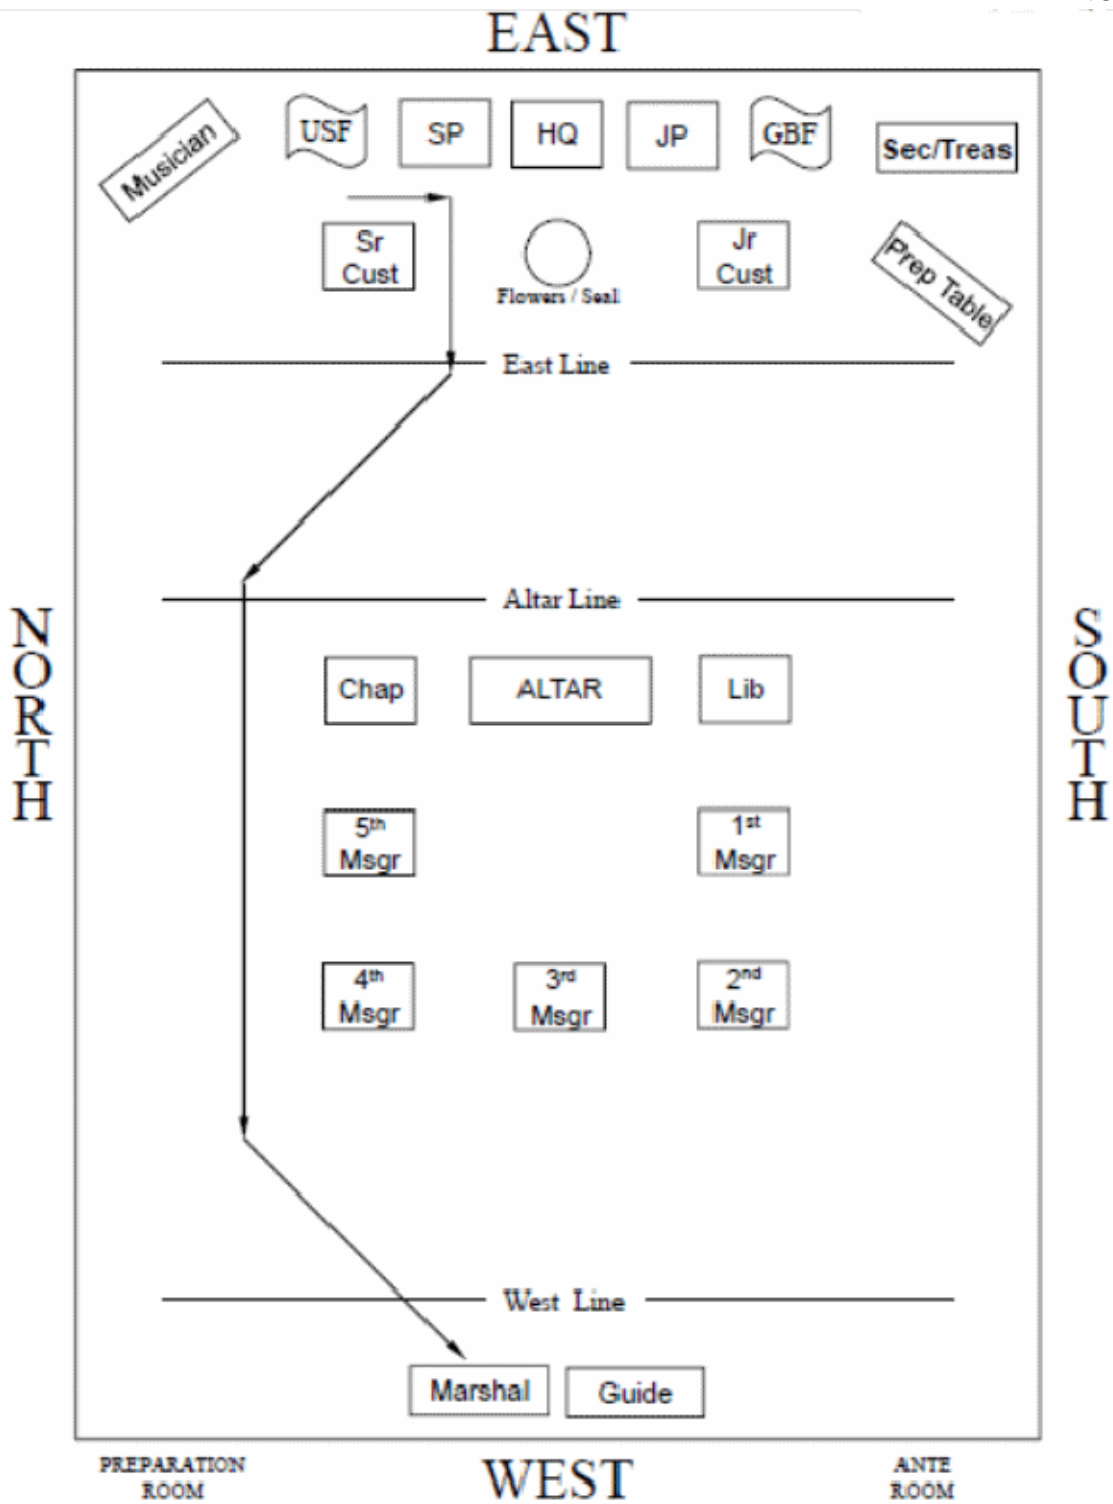 EAST
Musician
USF
SP
HQ
JP
GBF
Sec/Treas
Sr
Cust
Flowers / Seal
Jr
Cust
Prep Table
East Line
Altar Line
NORTH
SOUTH
Chap
ALTAR
Lib
5th
Msgr
1st
Msgr
4th
Msgr
3rd
Msgr
2nd
Msgr
West Line
Marshal
Guide
PREPARATION
ROOM
WEST
ANTE
ROOM